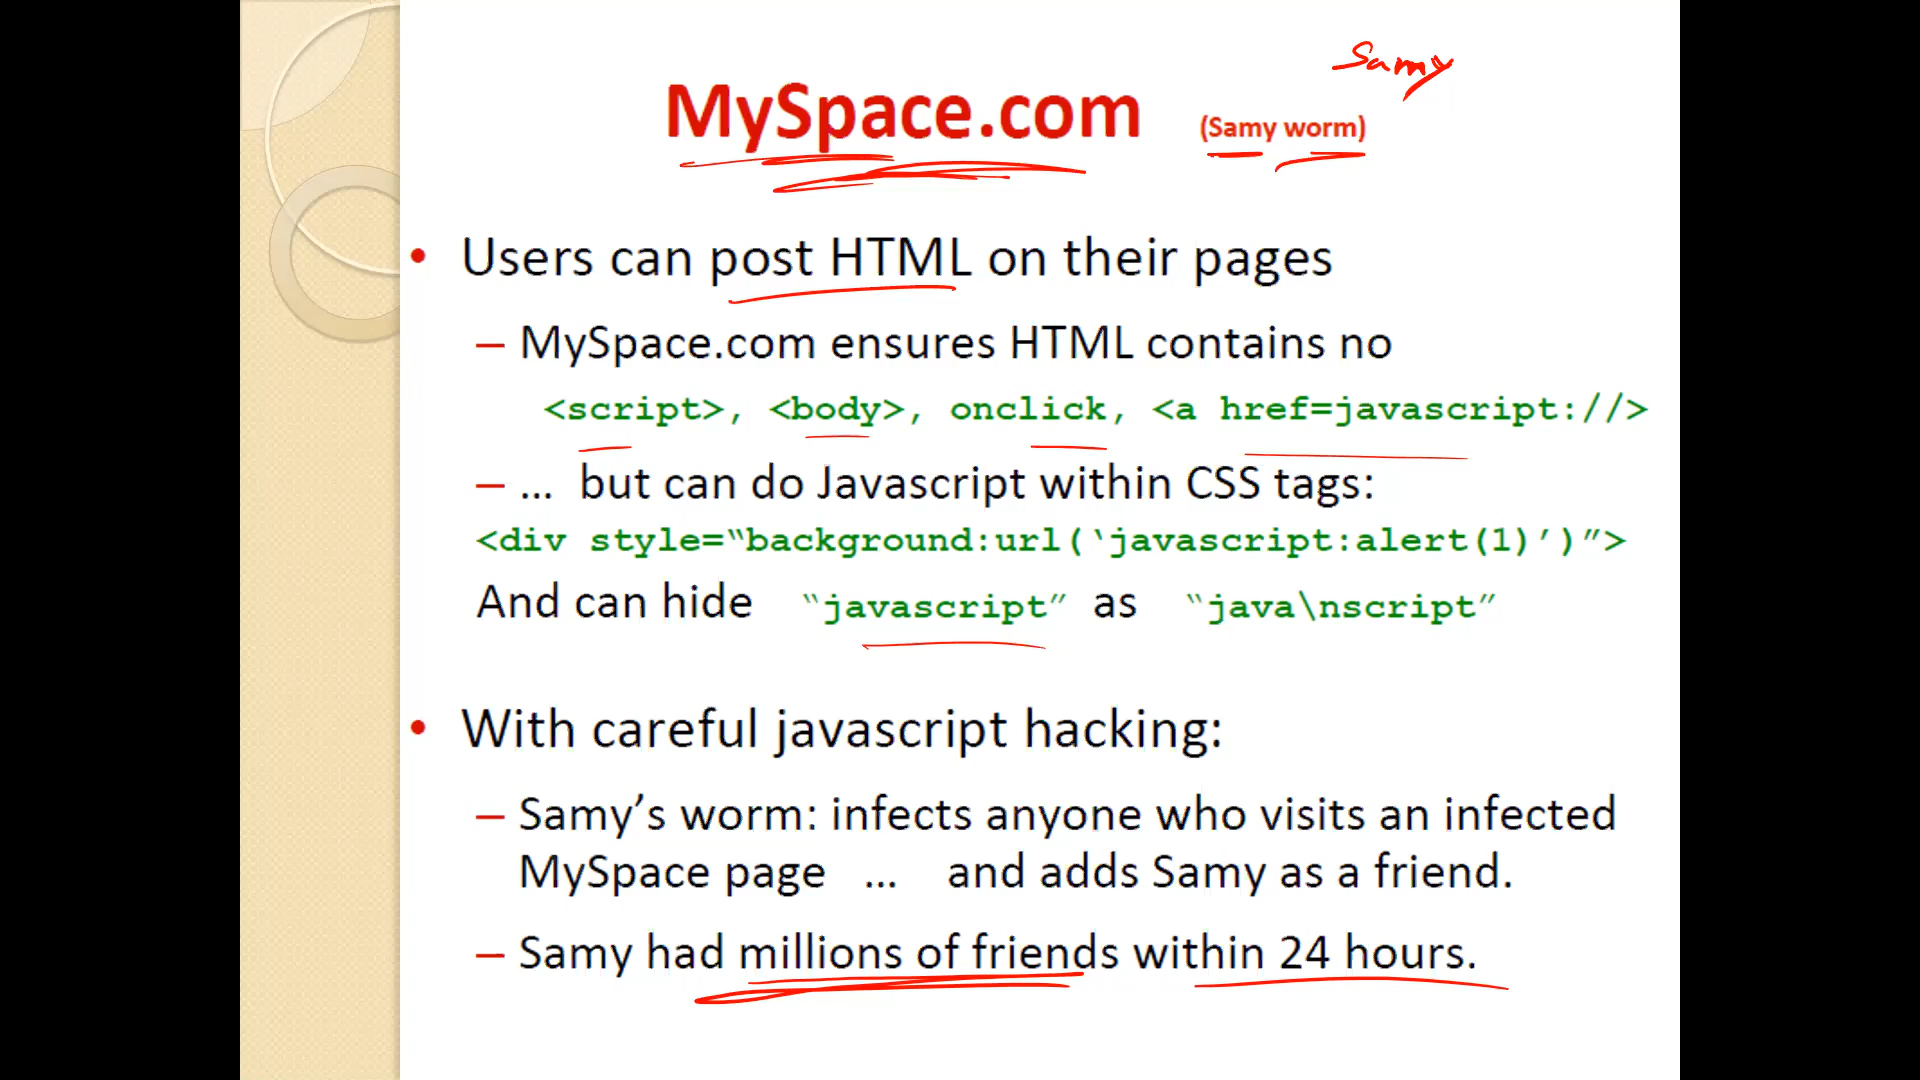 Samy
MySpace.com (Samy worm)
• Users can post HTML on their pages
– MySpace.com ensures HTML contains no
<script>, <body>, onclick, <a href=javascript://>
– … but can do Javascript within CSS tags:
<div style=“background:url(‘javascript:alert(1)’)”>
And can hide “javascript” as “java\nscript”
• With careful javascript hacking:
– Samy’s worm: infects anyone who visits an infected
MySpace page … and adds Samy as a friend.
– Samy had millions of friends within 24 hours.